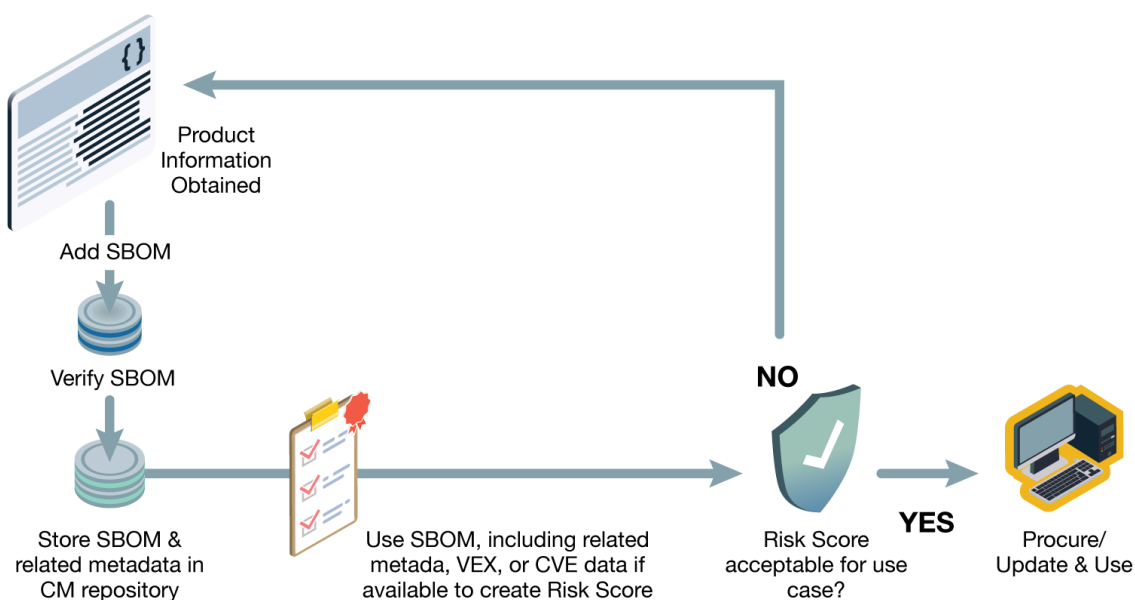 {}
Product
Information
Obtained
Add SBOM
Verify SBOM
Store SBOM &
related metadata in
CM repository
Use SBOM, including related
metada, VEX, or CVE data if
available to create Risk Score
NO
Risk Score
acceptable for use
case?
YES
Procure/
Update & Use